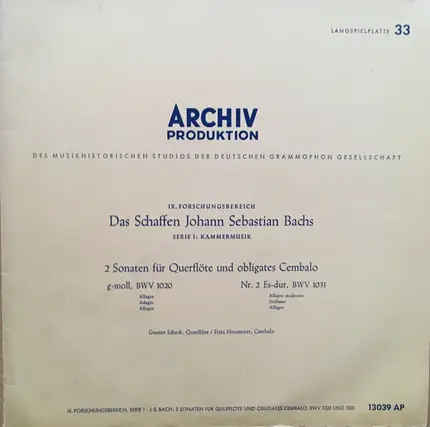 LANGSPIELPLATTE 33
ARCHIV
PRODUKTION
DES MUSIKHISTORISCHEN STUDIOS DER DEUTSCHEN GRAMMOPHON GESELLSCHAFT
IX. FORSCHUNGSBEREICH
Das Schaffen Johann Sebastian Bachs
SERIE I: KAMMERMUSIK
2 Sonaten für Querflöte und obligates Cembalo
g-moll, BWV 1020 Nr. 2 Es-dur, BWV 1031
Allegro Allegro moderato
Adagio Siciliano
Allegro Allegro
Gustav Scheck, Querflöte / Fritz Neumeyer, Cembalo
IX. FORSCHUNGSBEREICH, SERIE I · J. S. BACH: 2 SONATEN FÜR QUERFLÖTE UND OBLIGATES CEMBALO, BWV 1020 UND 1031 13039 AP